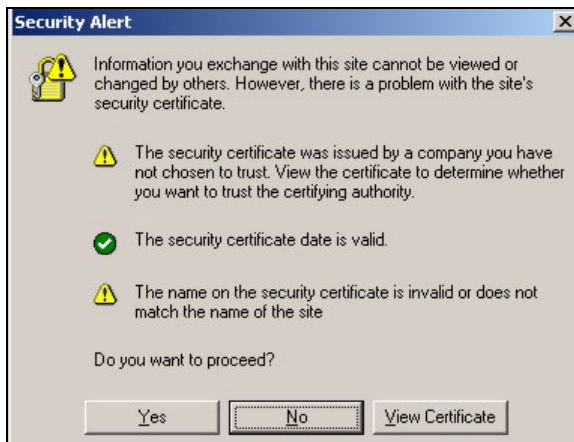 Security Alert
Information you exchange with this site cannot be viewed or
changed by others. However, there is a problem with the site's
security certificate.
The security certificate was issued by a company you have
not chosen to trust. View the certificate to determine whether
you want to trust the certifying authority.
The security certificate date is valid.
The name on the security certificate is invalid or does not
match the name of the site
Do you want to proceed?
Yes No View Certificate